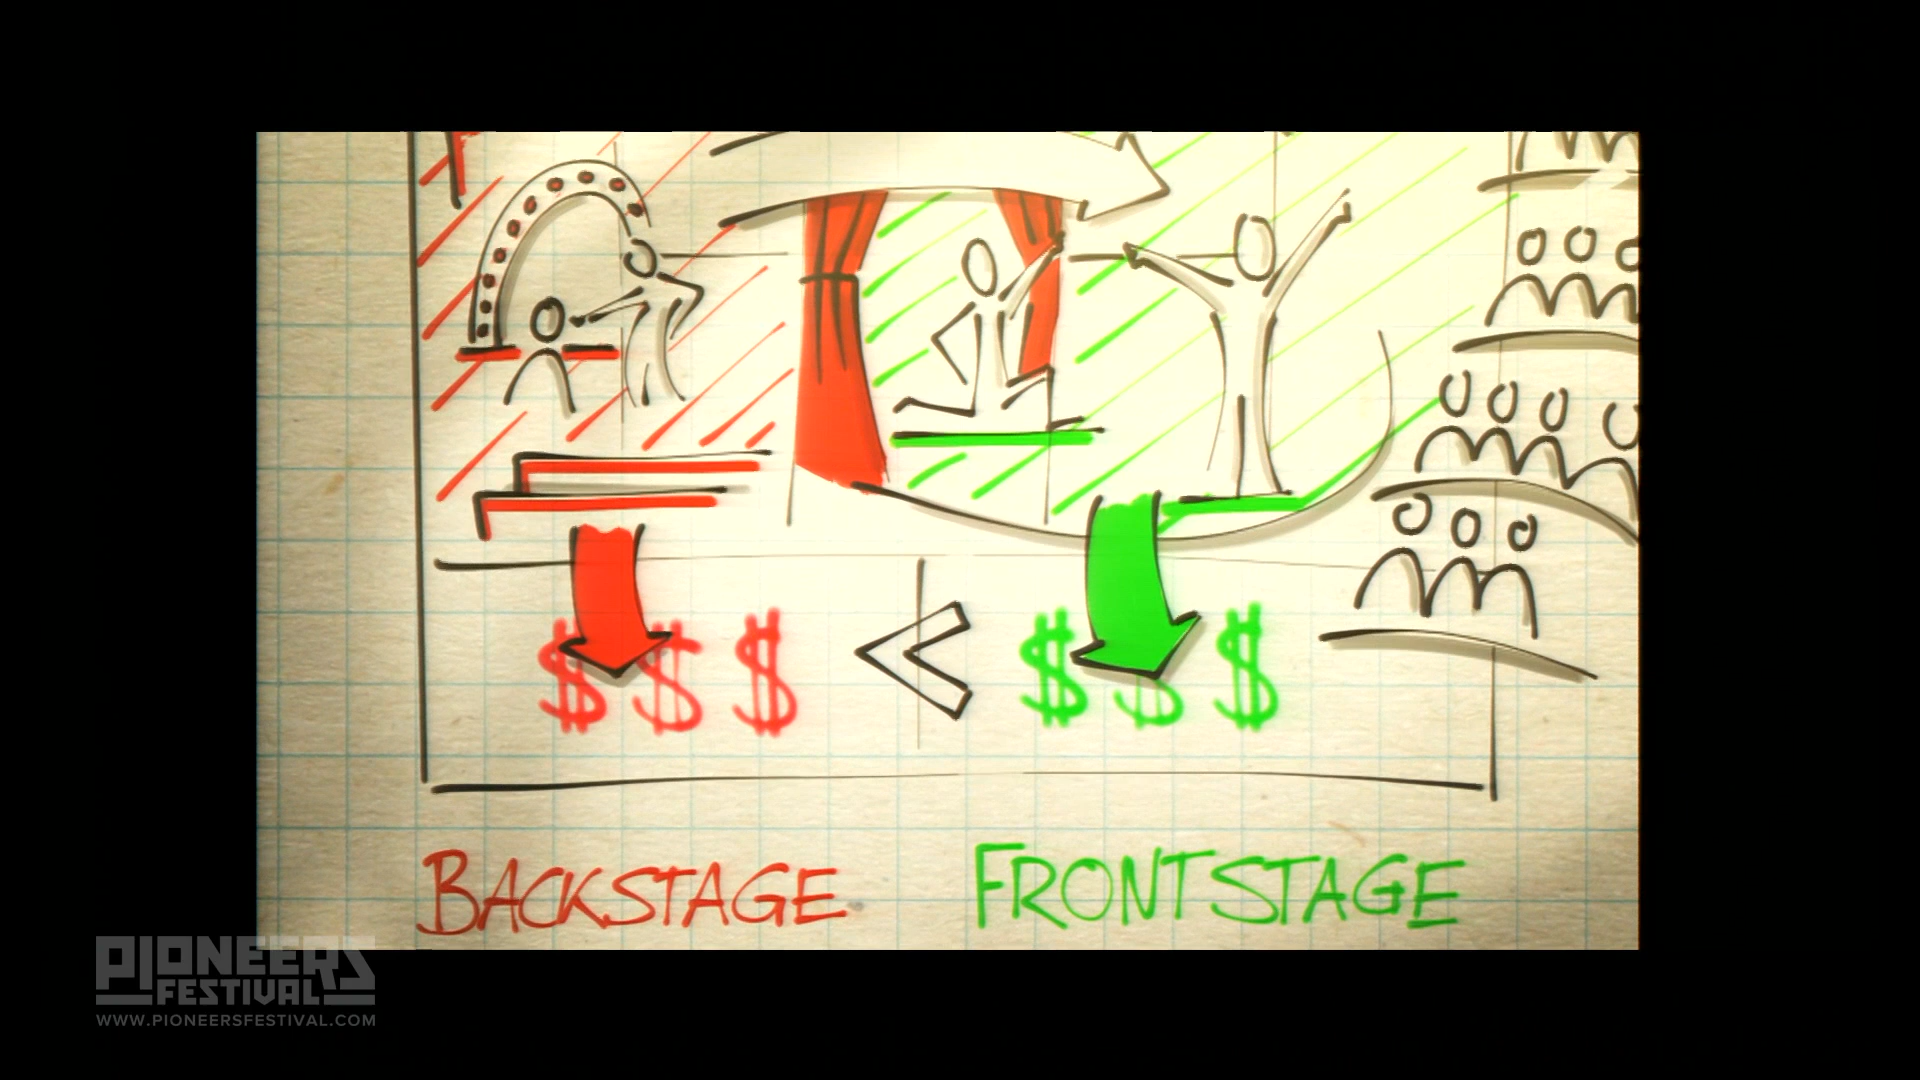 $ $ $ < $ $ $
BACKSTAGE FRONTSTAGE
PIONEERS
FESTIVAL
WWW.PIONEERSFESTIVAL.COM